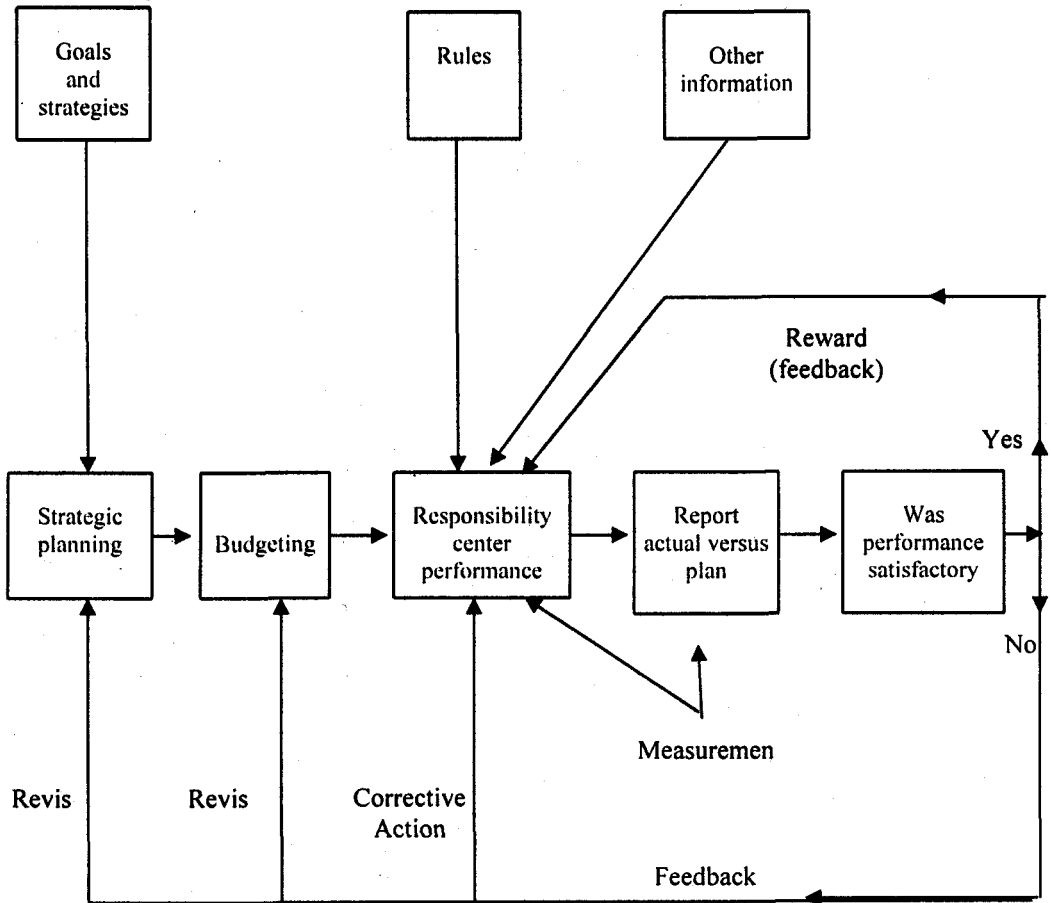 Goals
and
strategies
Rules
Other
information
Reward
(feedback)
Yes
Strategic
planning
Budgeting
Responsibility
center
performance
Report
actual versus
plan
Was
performance
satisfactory
No
Measuremen
Revis
Revis
Corrective
Action
Feedback